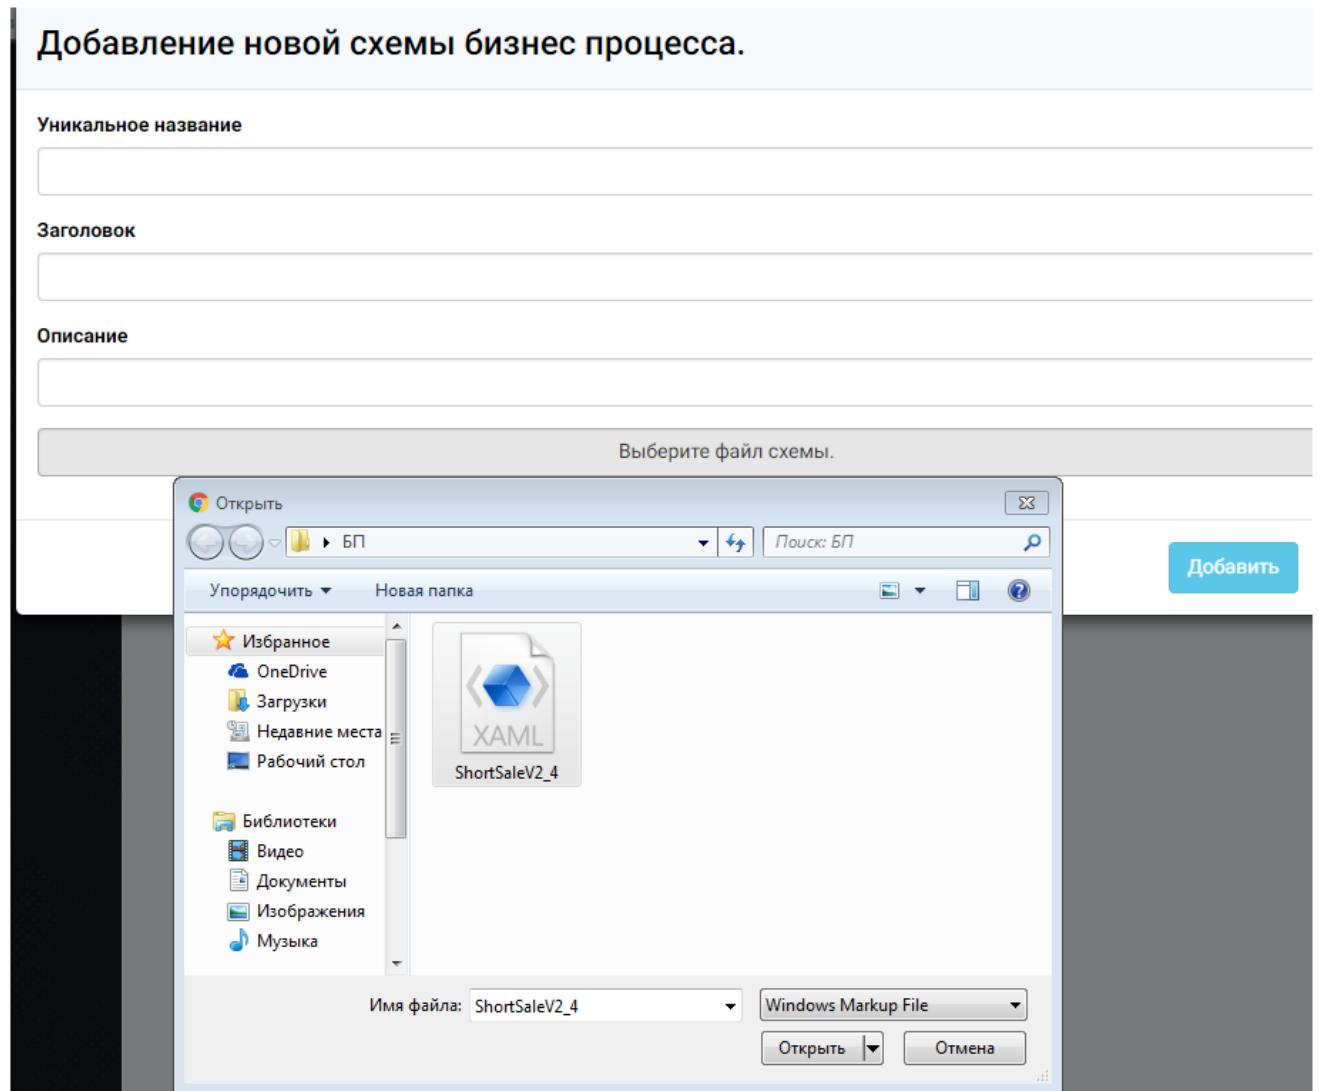 Добавление новой схемы бизнес процесса.
Уникальное название
Заголовок
Описание
Выберите файл схемы.
Открыть
БП
Поиск: БП
Добавить
Упорядочить
Новая папка
Избранное
OneDrive
Загрузки
Недавние места
Рабочий стол
Библиотеки
Видео
Документы
Изображения
Музыка
XAML
ShortSaleV2_4
Имя файла: ShortSaleV2_4
Windows Markup File
Открыть
Отмена